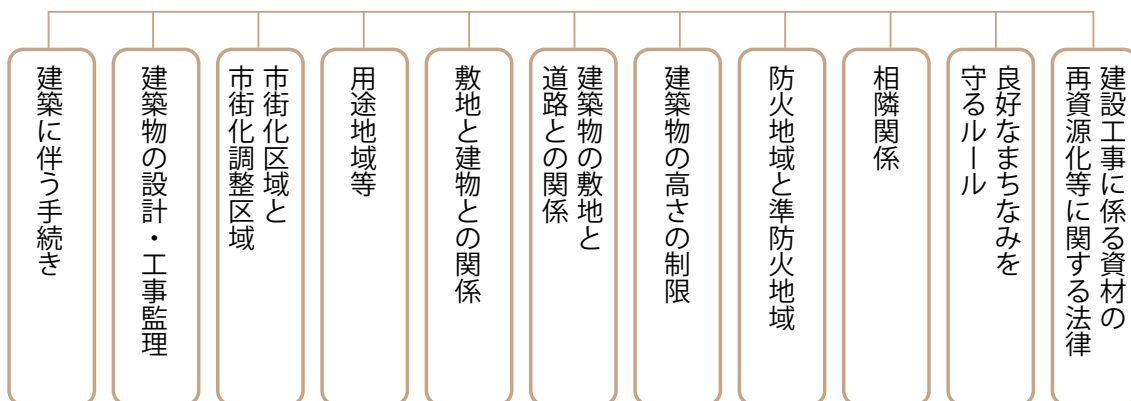 建築に伴う手続き
建築物の設計・工事監理
市街化区域と
市街化調整区域
用途地域等
敷地と建物との関係
建築物の敷地と
道路との関係
建築物の高さの制限
防火地域と準防火地域
相隣関係
良好なまちなみを
守るルール
建設工事に係る資材の
再資源化等に関する法律